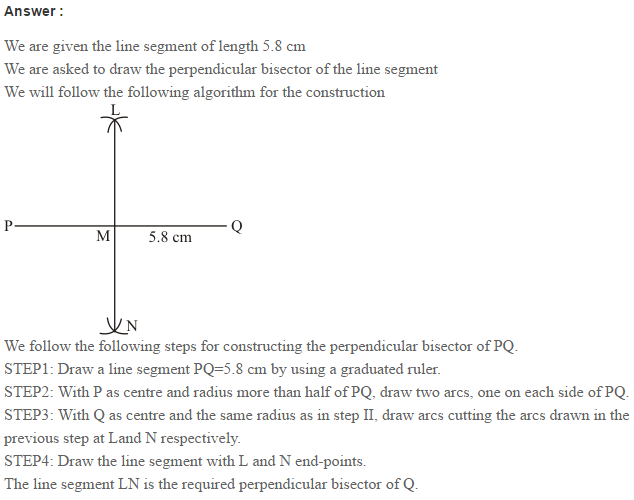 Answer :
We are given the line segment of length 5.8 cm
We are asked to draw the perpendicular bisector of the line segment
We will follow the following algorithm for the construction
L
P
Q
M
5.8 cm
N
We follow the following steps for constructing the perpendicular bisector of PQ.
STEP1: Draw a line segment PQ=5.8 cm by using a graduated ruler.
STEP2: With P as centre and radius more than half of PQ, draw two arcs, one on each side of PQ.
STEP3: With Q as centre and the same radius as in step II, draw arcs cutting the arcs drawn in the
previous step at Land N respectively.
STEP4: Draw the line segment with L and N end-points.
The line segment LN is the required perpendicular bisector of Q.